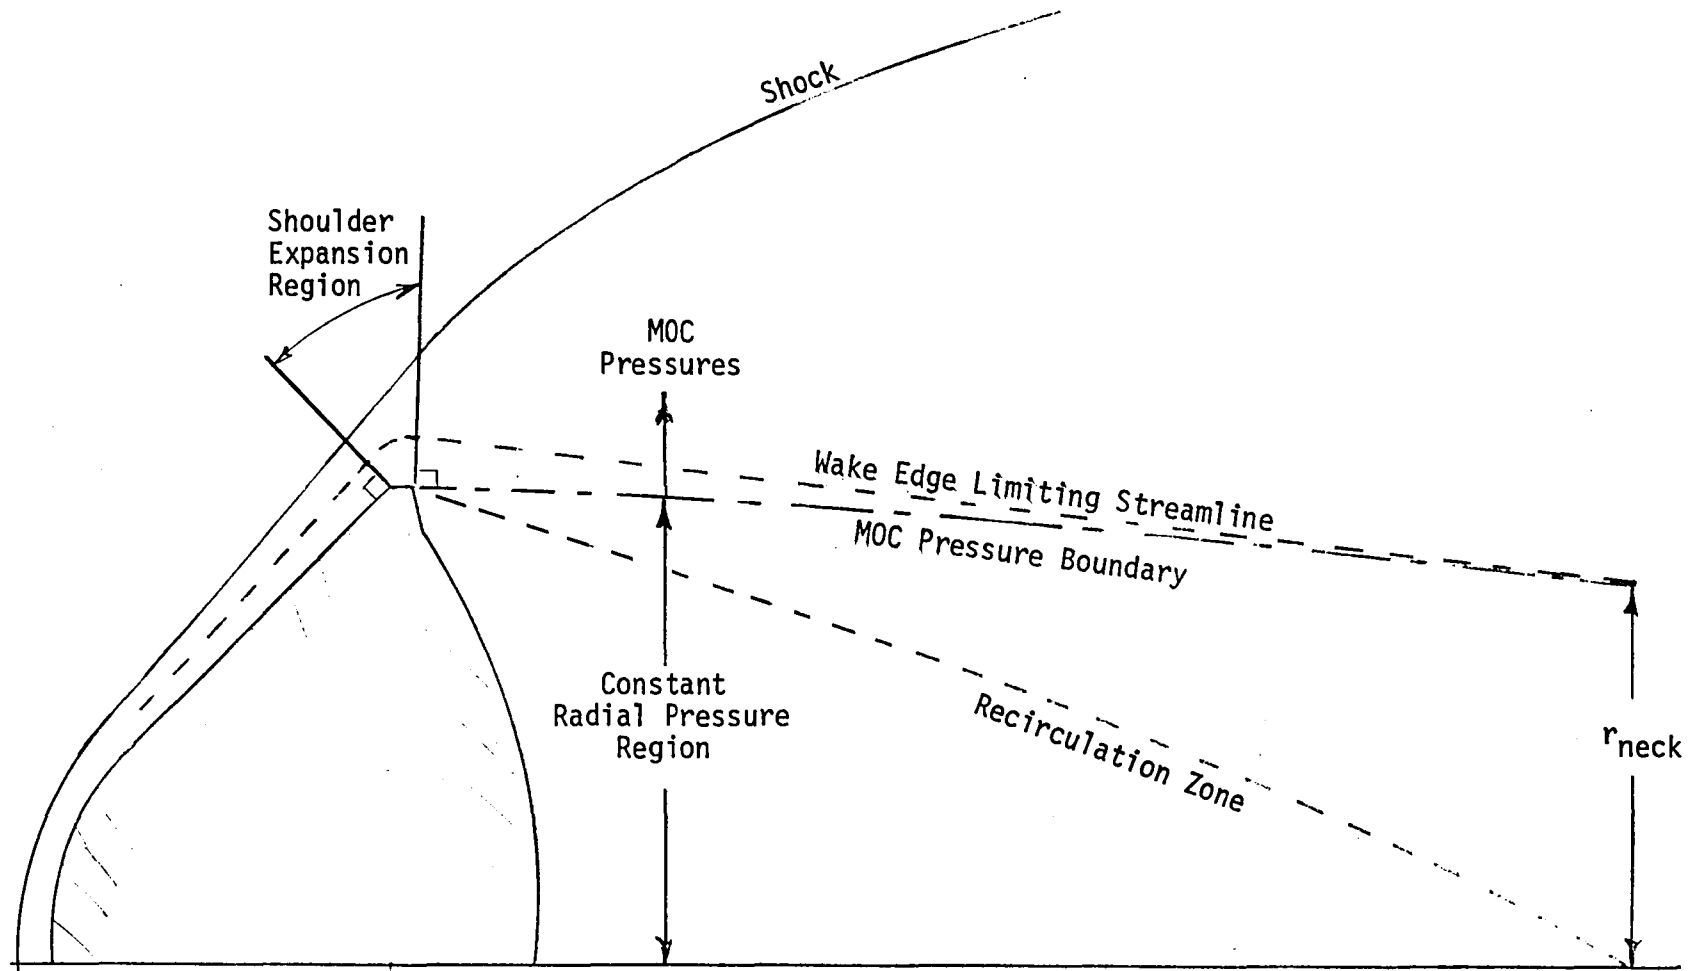 Shock
Shoulder
Expansion
Region
MOC
Pressures
Wake Edge Limiting Streamline
MOC Pressure Boundary
Constant
Radial Pressure
Region
Recirculation Zone
rneck